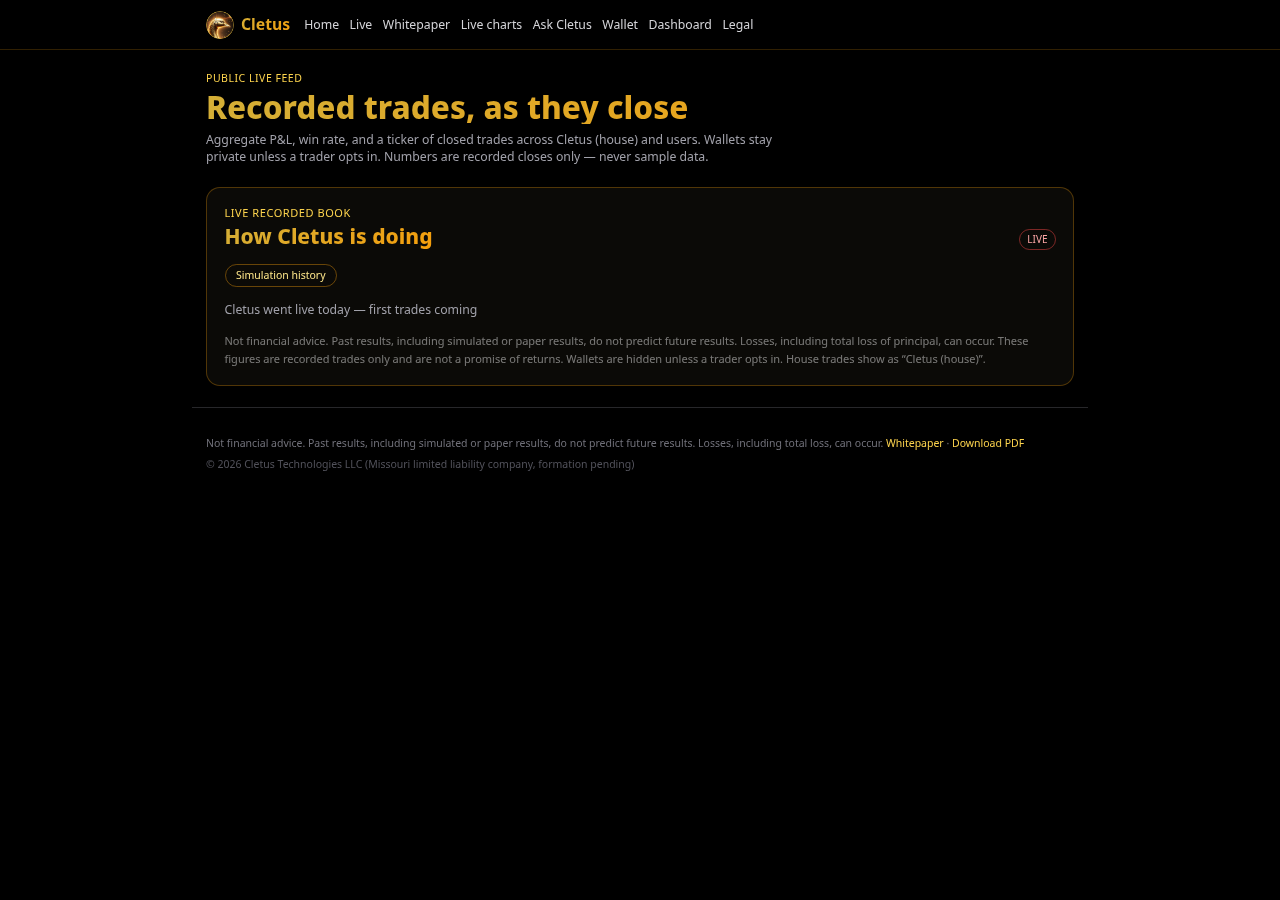 Cletus Home Live Whitepaper Live charts Ask Cletus Wallet Dashboard Legal
PUBLIC LIVE FEED
Recorded trades, as they close
Aggregate P&L, win rate, and a ticker of closed trades across Cletus (house) and users. Wallets stay
private unless a trader opts in. Numbers are recorded closes only — never sample data.
LIVE RECORDED BOOK
How Cletus is doing
LIVE
Simulation history
Cletus went live today — first trades coming
Not financial advice. Past results, including simulated or paper results, do not predict future results. Losses, including total loss of principal, can occur. These
figures are recorded trades only and are not a promise of returns. Wallets are hidden unless a trader opts in. House trades show as “Cletus (house)”.
Not financial advice. Past results, including simulated or paper results, do not predict future results. Losses, including total loss, can occur. Whitepaper · Download PDF
© 2026 Cletus Technologies LLC (Missouri limited liability company, formation pending)